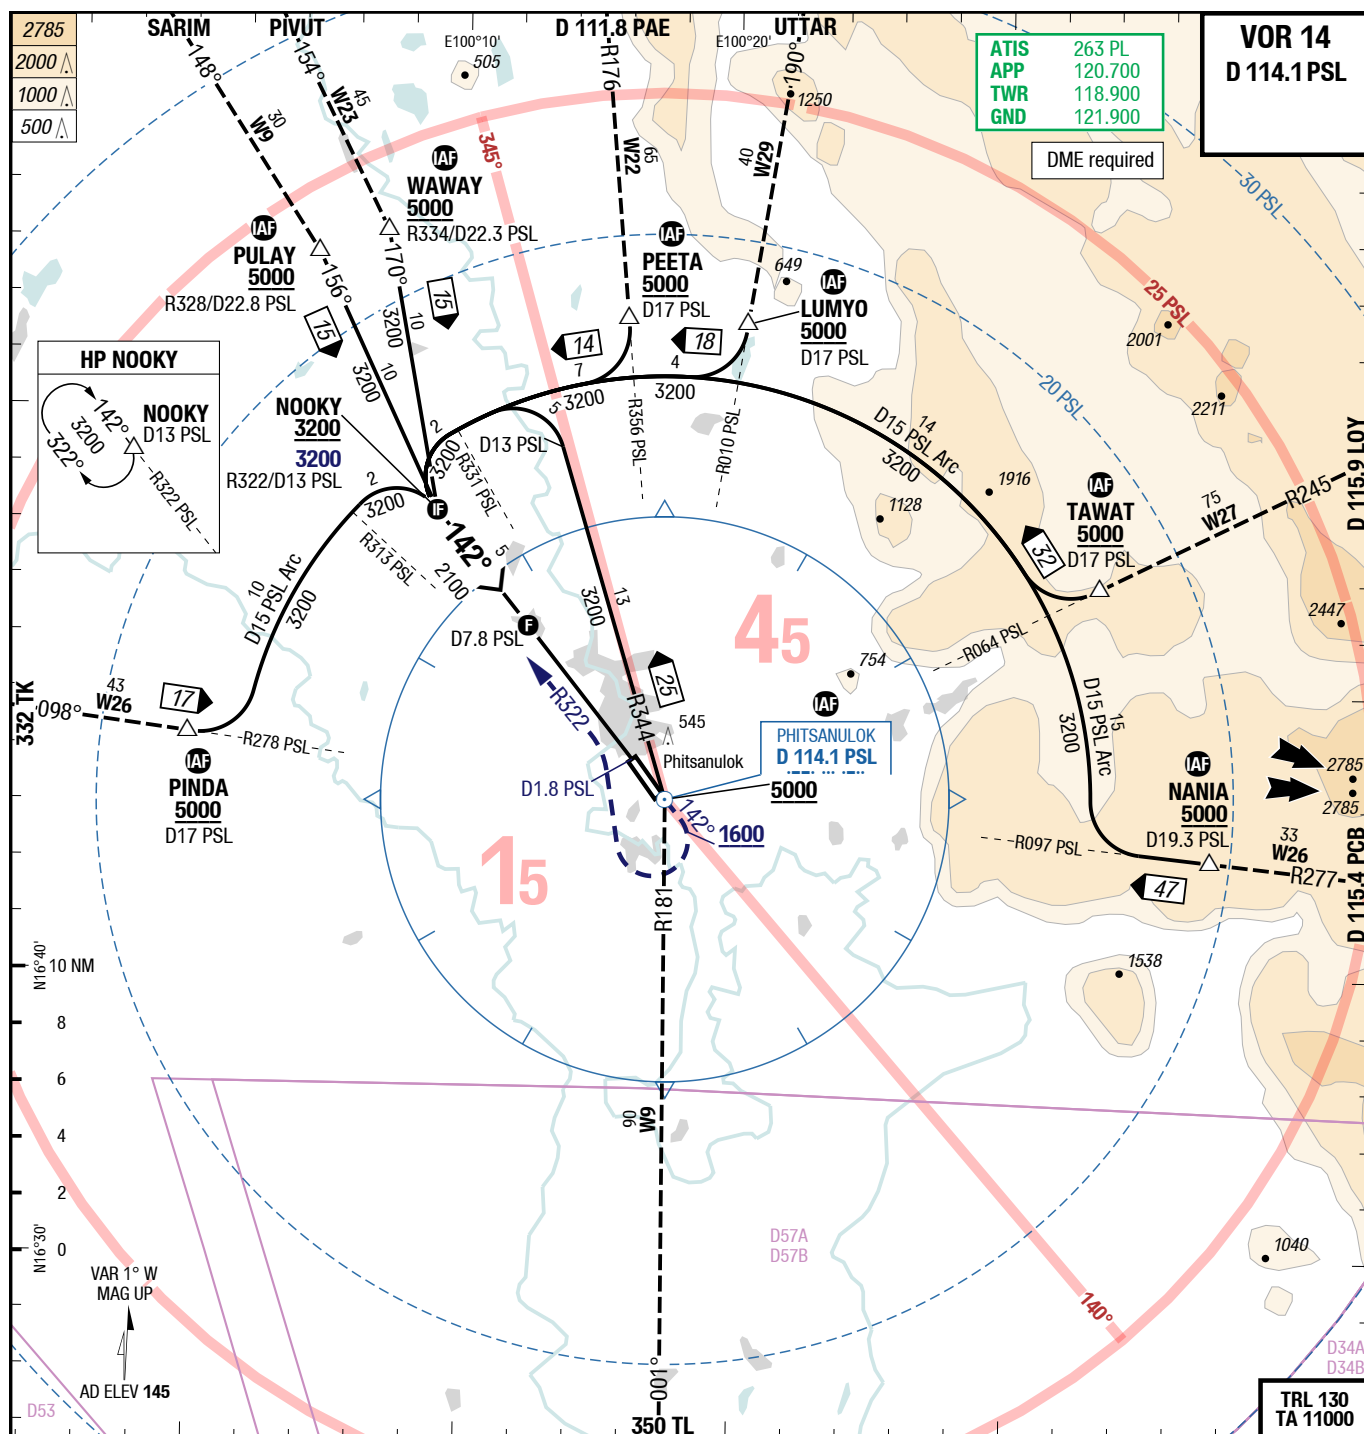 2785
2000
1000
500
SARIM
PIVUT
D 111.8 PAE
UTTAR
E100°10'
E100°20'
505
1250
ATIS 263 PL
APP 120.700
TWR 118.900
GND 121.900
VOR 14
D 114.1 PSL
DME required
148°
30
W9
154°
45
W23
R176
65
W22
190°
40
W29
345°
30 PSL
25 PSL
20 PSL
IAF
WAWAY
5000
R334/D22.3 PSL
IAF
PULAY
5000
R328/D22.8 PSL
IAF
PEETA
5000
D17 PSL
IAF
LUMYO
5000
D17 PSL
649
2001
2211
156°
15
10
3200
170°
15
10
3200
14
7
3200
18
4
3200
5
HP NOOKY
142°
3200
322°
NOOKY
D13 PSL
R322 PSL
NOOKY
3200
3200
R322/D13 PSL
2
3200
R331 PSL
D13 PSL
R356 PSL
R010 PSL
14
D15 PSL Arc
3200
1916
1128
IAF
TAWAT
5000
D17 PSL
32
75
W27
R245
D 115.9 LOY
2
3200
R313 PSL
IF
142°
5
2100
10
D15 PSL Arc
3200
F
D7.8 PSL
13
3200
45
R064 PSL
2447
754
25
R344
R322
545
Phitsanulok
D1.8 PSL
IAF
PHITSANULOK
D 114.1 PSL
5000
142°
1600
332 TK
098°
43
W26
17
R278 PSL
IAF
PINDA
5000
D17 PSL
15
D15 PSL Arc
3200
IAF
NANIA
5000
D19.3 PSL
R097 PSL
47
33
W26
R277
D 115.4 PCB
2785
2785
15
R181
1538
N16°40'
10 NM
8
6
4
2
0
N16°30'
90
W9
D57A
D57B
1040
140°
VAR 1° W
MAG UP
AD ELEV 145
D53
001°
350 TL
D34A
D34B
TRL 130
TA 11000